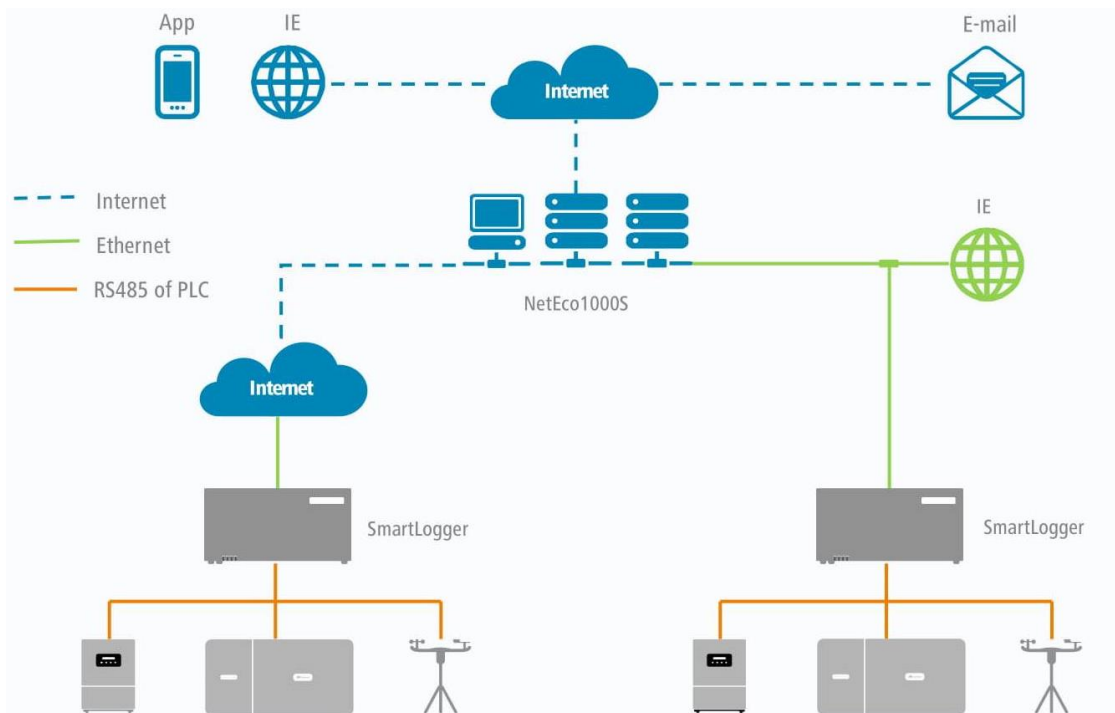 App
IE
E-mail
Internet
Internet
Ethernet
RS485 of PLC
IE
NetEco1000S
Internet
SmartLogger
SmartLogger